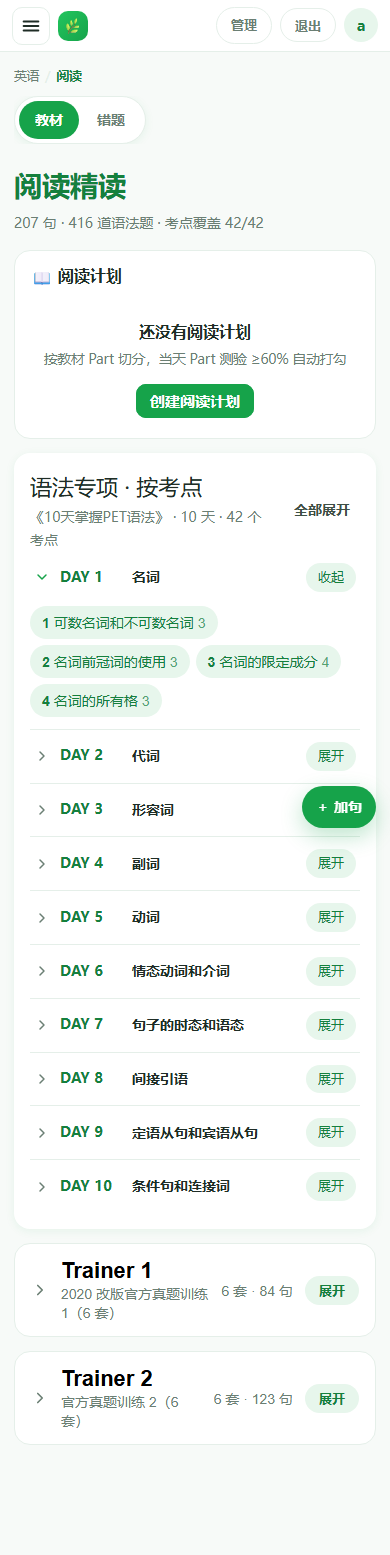 管理 退出 a
英语 / 阅读
教材 错题
阅读精读
207 句 · 416 道语法题 · 考点覆盖 42/42
📖 阅读计划
还没有阅读计划
按教材 Part 切分，当天 Part 测验 ≥60% 自动打勾
创建阅读计划
语法专项 · 按考点
《10天掌握PET语法》 · 10 天 · 42 个
考点
全部展开
DAY 1 名词 收起
1 可数名词和不可数名词 3
2 名词前冠词的使用 3 3 名词的限定成分 4
4 名词的所有格 3
DAY 2 代词 展开
DAY 3 形容词
+ 加句
DAY 4 副词 展开
DAY 5 动词 展开
DAY 6 情态动词和介词 展开
DAY 7 句子的时态和语态 展开
DAY 8 间接引语 展开
DAY 9 定语从句和宾语从句 展开
DAY 10 条件句和连接词 展开
Trainer 1
2020 改版官方真题训练
1（6 套）
6 套 · 84 句 展开
Trainer 2
官方真题训练 2（6
套）
6 套 · 123 句 展开